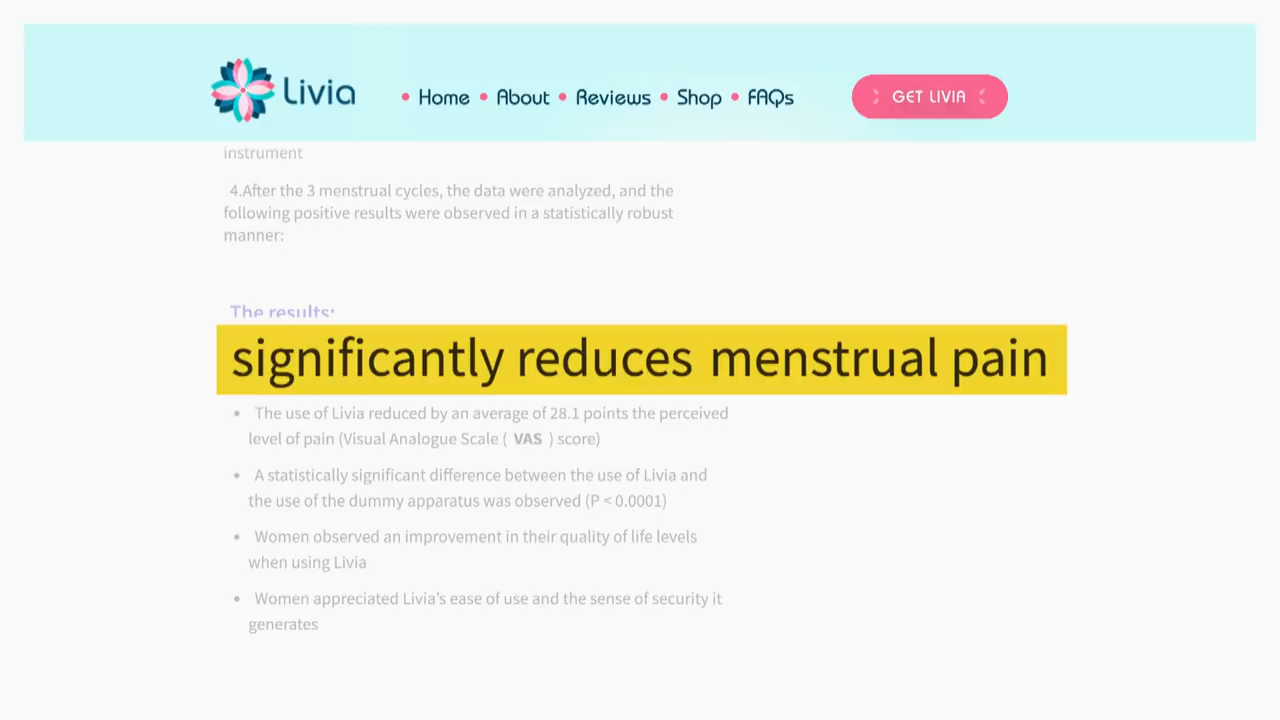 Livia
• Home • About • Reviews • Shop • FAQs
GET LIVIA
instrument
4.After the 3 menstrual cycles, the data were analyzed, and the
following positive results were observed in a statistically robust
manner:
The results:
significantly reduces menstrual pain
• The use of Livia reduced by an average of 28.1 points the perceived
level of pain (Visual Analogue Scale ( VAS ) score)
• A statistically significant difference between the use of Livia and
the use of the dummy apparatus was observed (P < 0.0001)
• Women observed an improvement in their quality of life levels
when using Livia
• Women appreciated Livia’s ease of use and the sense of security it
generates